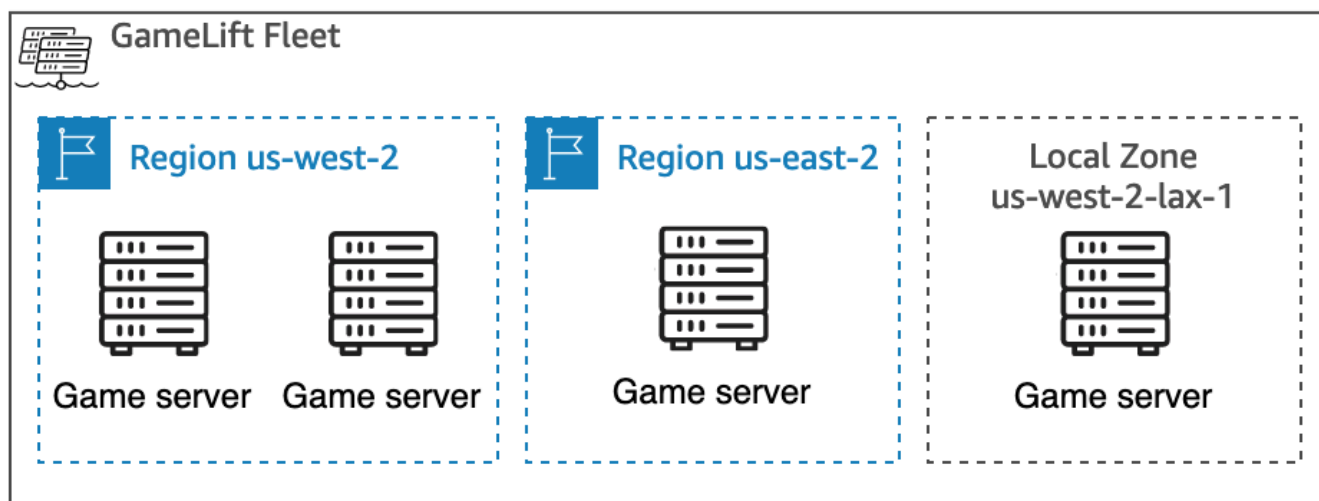 GameLift Fleet
Region us-west-2
Region us-east-2
Local Zone
us-west-2-lax-1
Game server
Game server
Game server
Game server